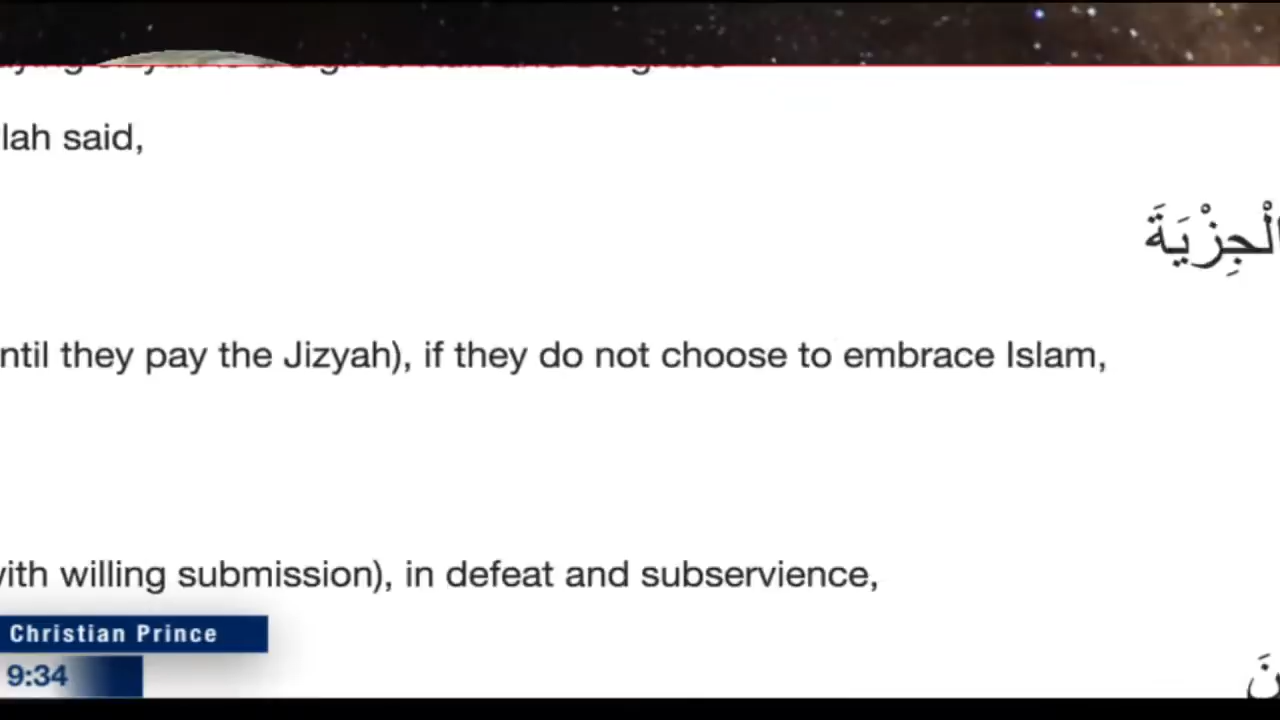 lah said,
الْجِزْيَةَ
ntil they pay the Jizyah), if they do not choose to embrace Islam,
ith willing submission), in defeat and subservience,
Christian Prince
9:34
نَ